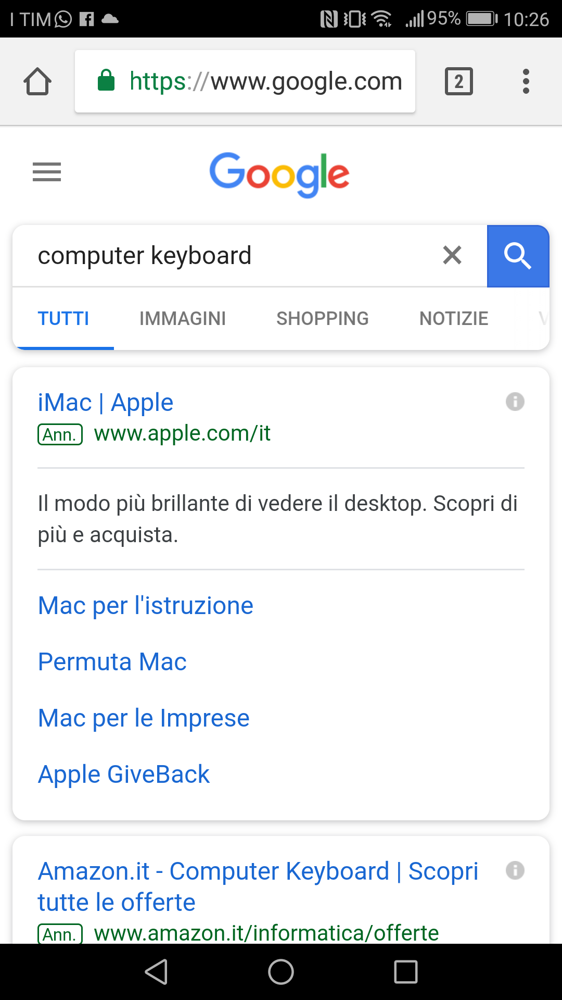 I TIM 95% 10:26
https://www.google.com 2
Google
computer keyboard
TUTTI IMMAGINI SHOPPING NOTIZIE
iMac | Apple
Ann. www.apple.com/it
Il modo più brillante di vedere il desktop. Scopri di
più e acquista.
Mac per l'istruzione
Permuta Mac
Mac per le Imprese
Apple GiveBack
Amazon.it - Computer Keyboard | Scopri
tutte le offerte
Ann. www.amazon.it/informatica/offerte